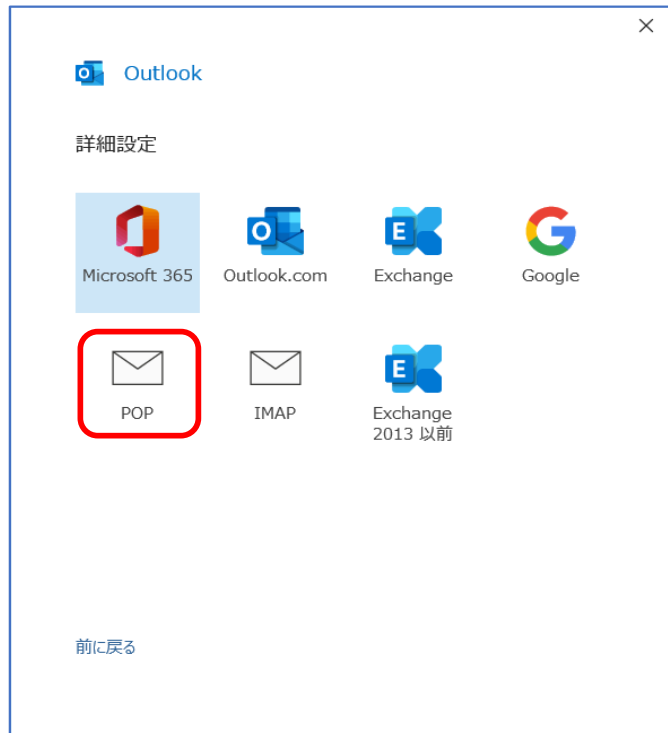 Outlook
詳細設定
Microsoft 365
Outlook.com
Exchange
Google
POP
IMAP
Exchange
2013 以前
前に戻る